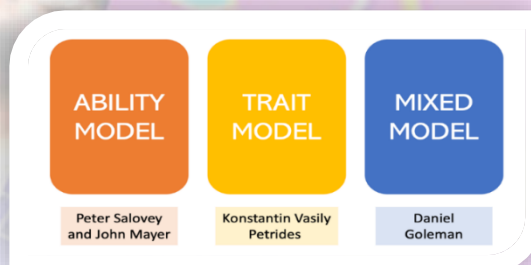 ABILITY
MODEL
TRAIT
MODEL
MIXED
MODEL
Peter Salovey
and John Mayer
Konstantin Vasily
Petrides
Daniel
Goleman